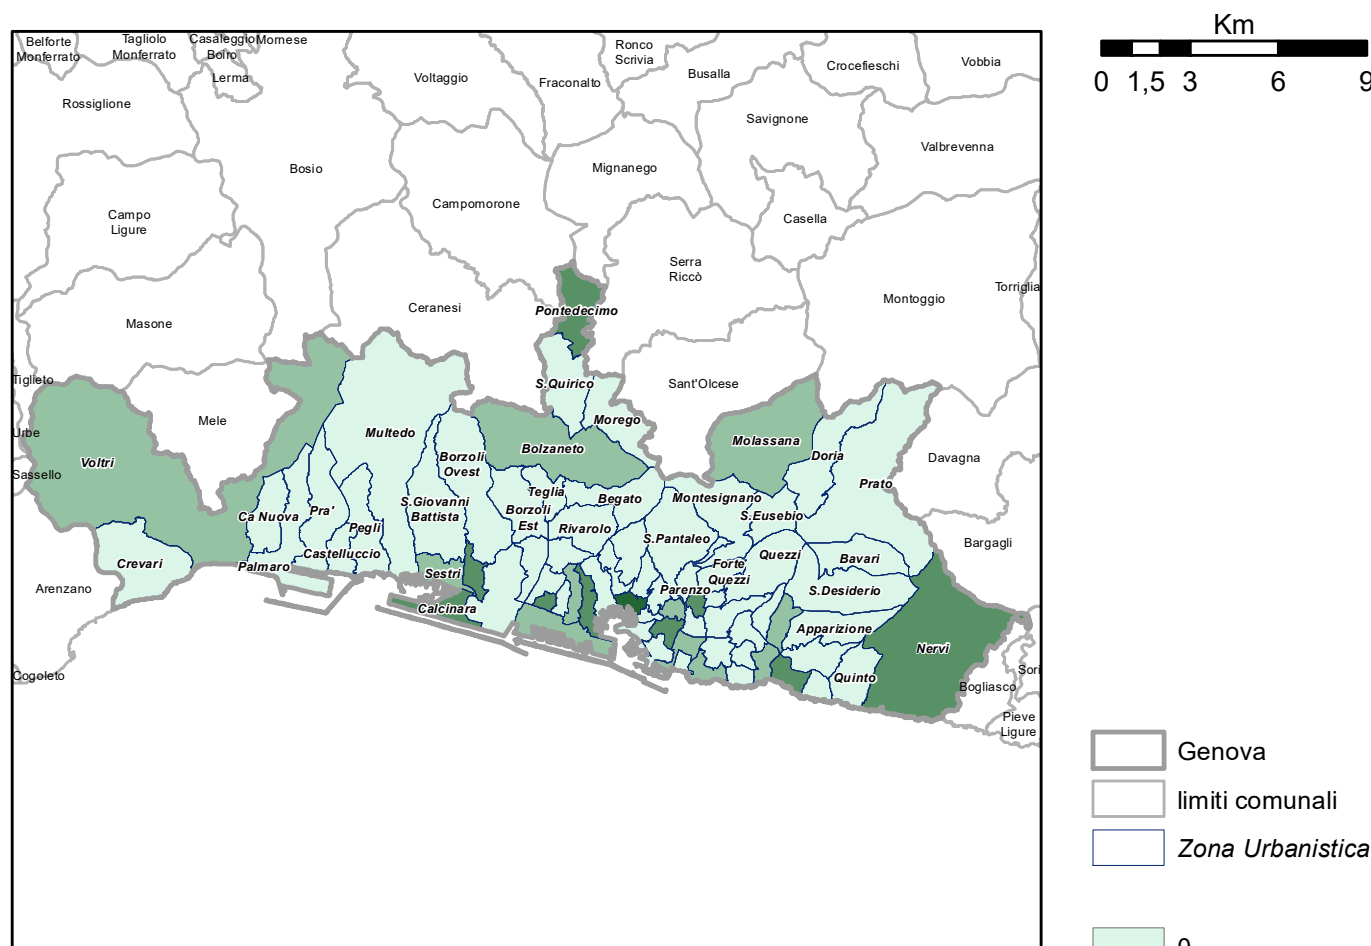 Km
0 1,5 3 6 9
Belforte
Monferrato
Tagliolo
Monferrato
Casaleggio
Boiro
Mornese
Lerma
Rossiglione
Voltaggio
Fraconalto
Ronco
Scrivia
Busalla
Crocefieschi
Vobbia
Savignone
Valbrevenna
Bosio
Mignanego
Campomorone
Casella
Campo
Ligure
Serra
Riccò
Montoggio
Torriglia
Masone
Ceranesi
Pontedecimo
Tiglieto
S.Quirico
Sant'Olcese
Mele
Morego
Urbe
Multedo
Molassana
Bolzaneto
Doria
Davagna
Voltri
Borzoli
Ovest
Sassello
Prato
Teglia
Begato
Montesignano
S.Giovanni
Battista
Borzoli
Est
Ca Nuova
Pra'
Pegli
Rivarolo
S.Eusebio
S.Pantaleo
Bargagli
Castelluccio
Quezzi
Bavari
Crevari
Palmaro
Sestri
Forte
Quezzi
Arenzano
Parenzo
S.Desiderio
Calcinara
Apparizione
Nervi
Cogoleto
Quinto
Sori
Bogliasco
Pieve
Ligure
Genova
limiti comunali
Zona Urbanistica
0